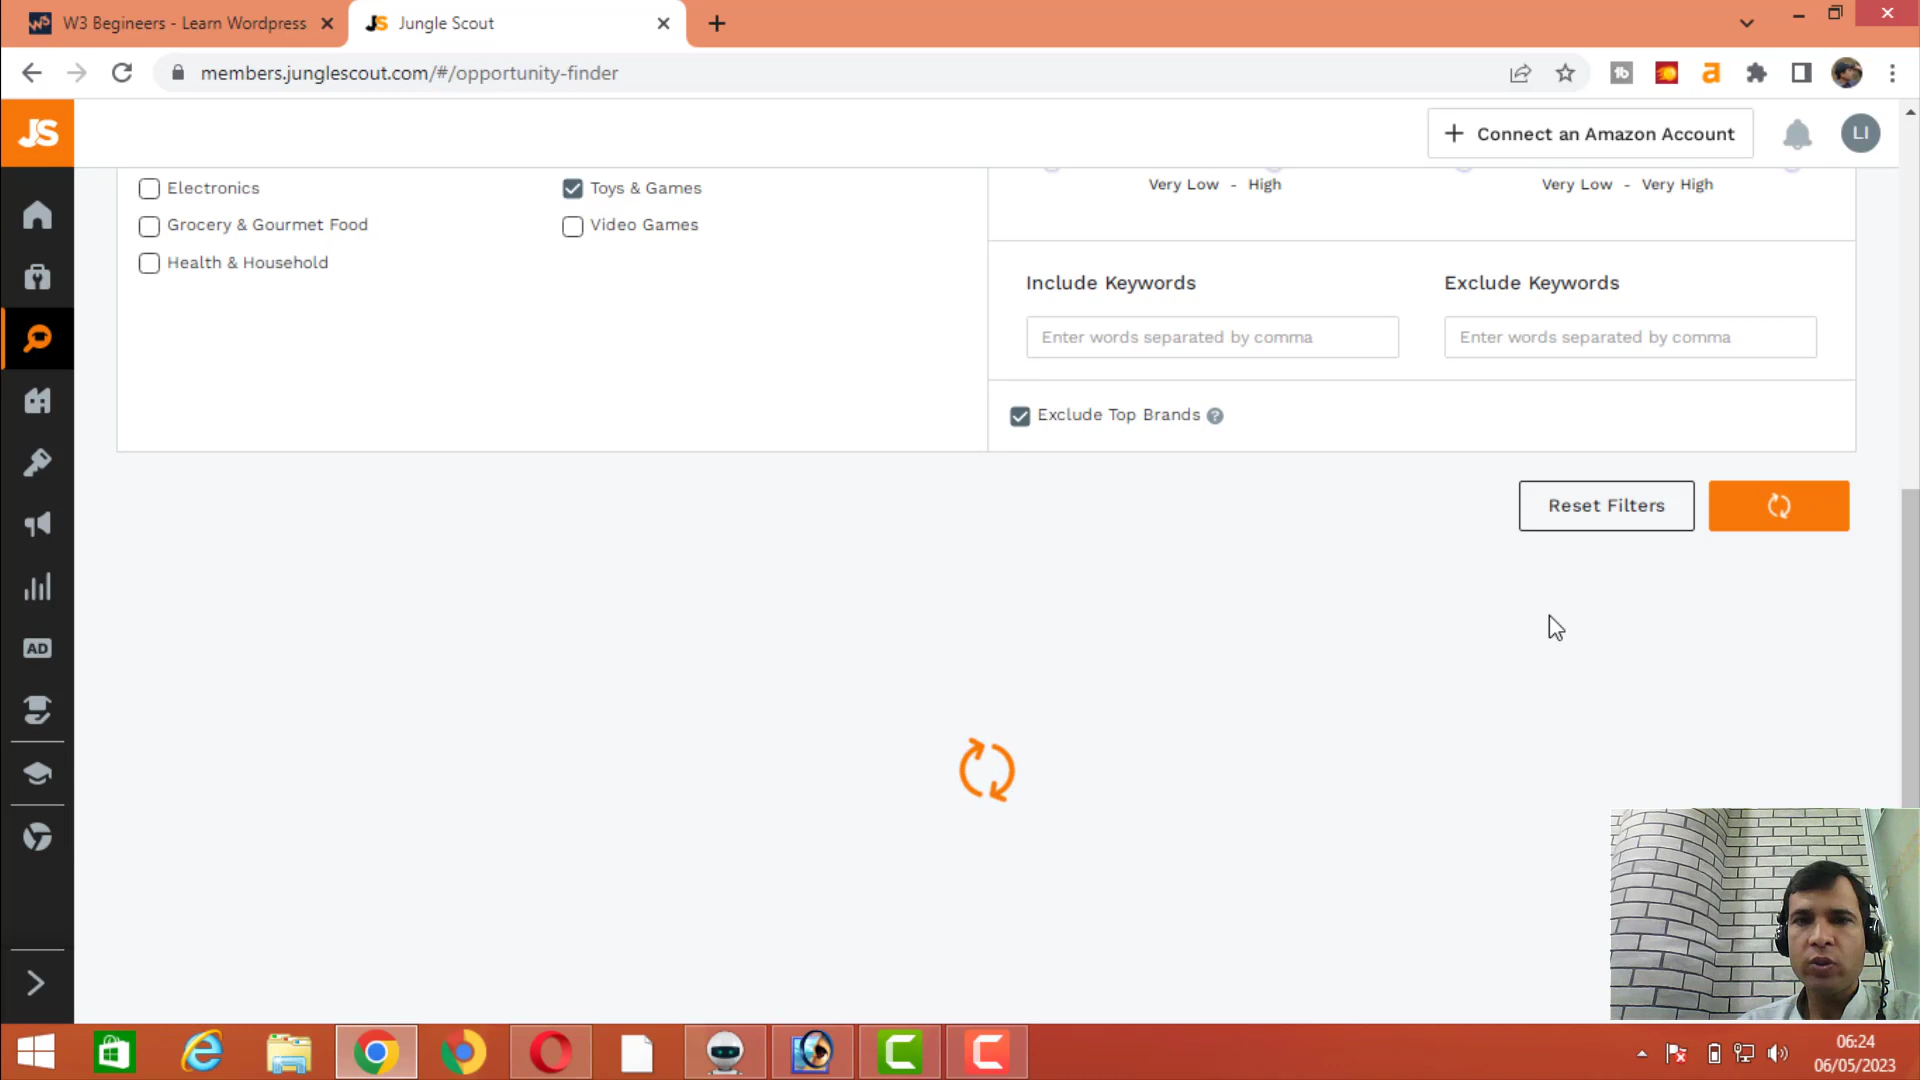 W3 Begineers - Learn Wordpress
JS Jungle Scout
members.junglescout.com/#/opportunity-finder
JS
Connect an Amazon Account
LI
Electronics
Toys & Games
Very Low - High
Very Low - Very High
Grocery & Gourmet Food
Video Games
Health & Household
Include Keywords
Exclude Keywords
Enter words separated by comma
Enter words separated by comma
Exclude Top Brands ?
Reset Filters
AD
06:24
06/05/2023